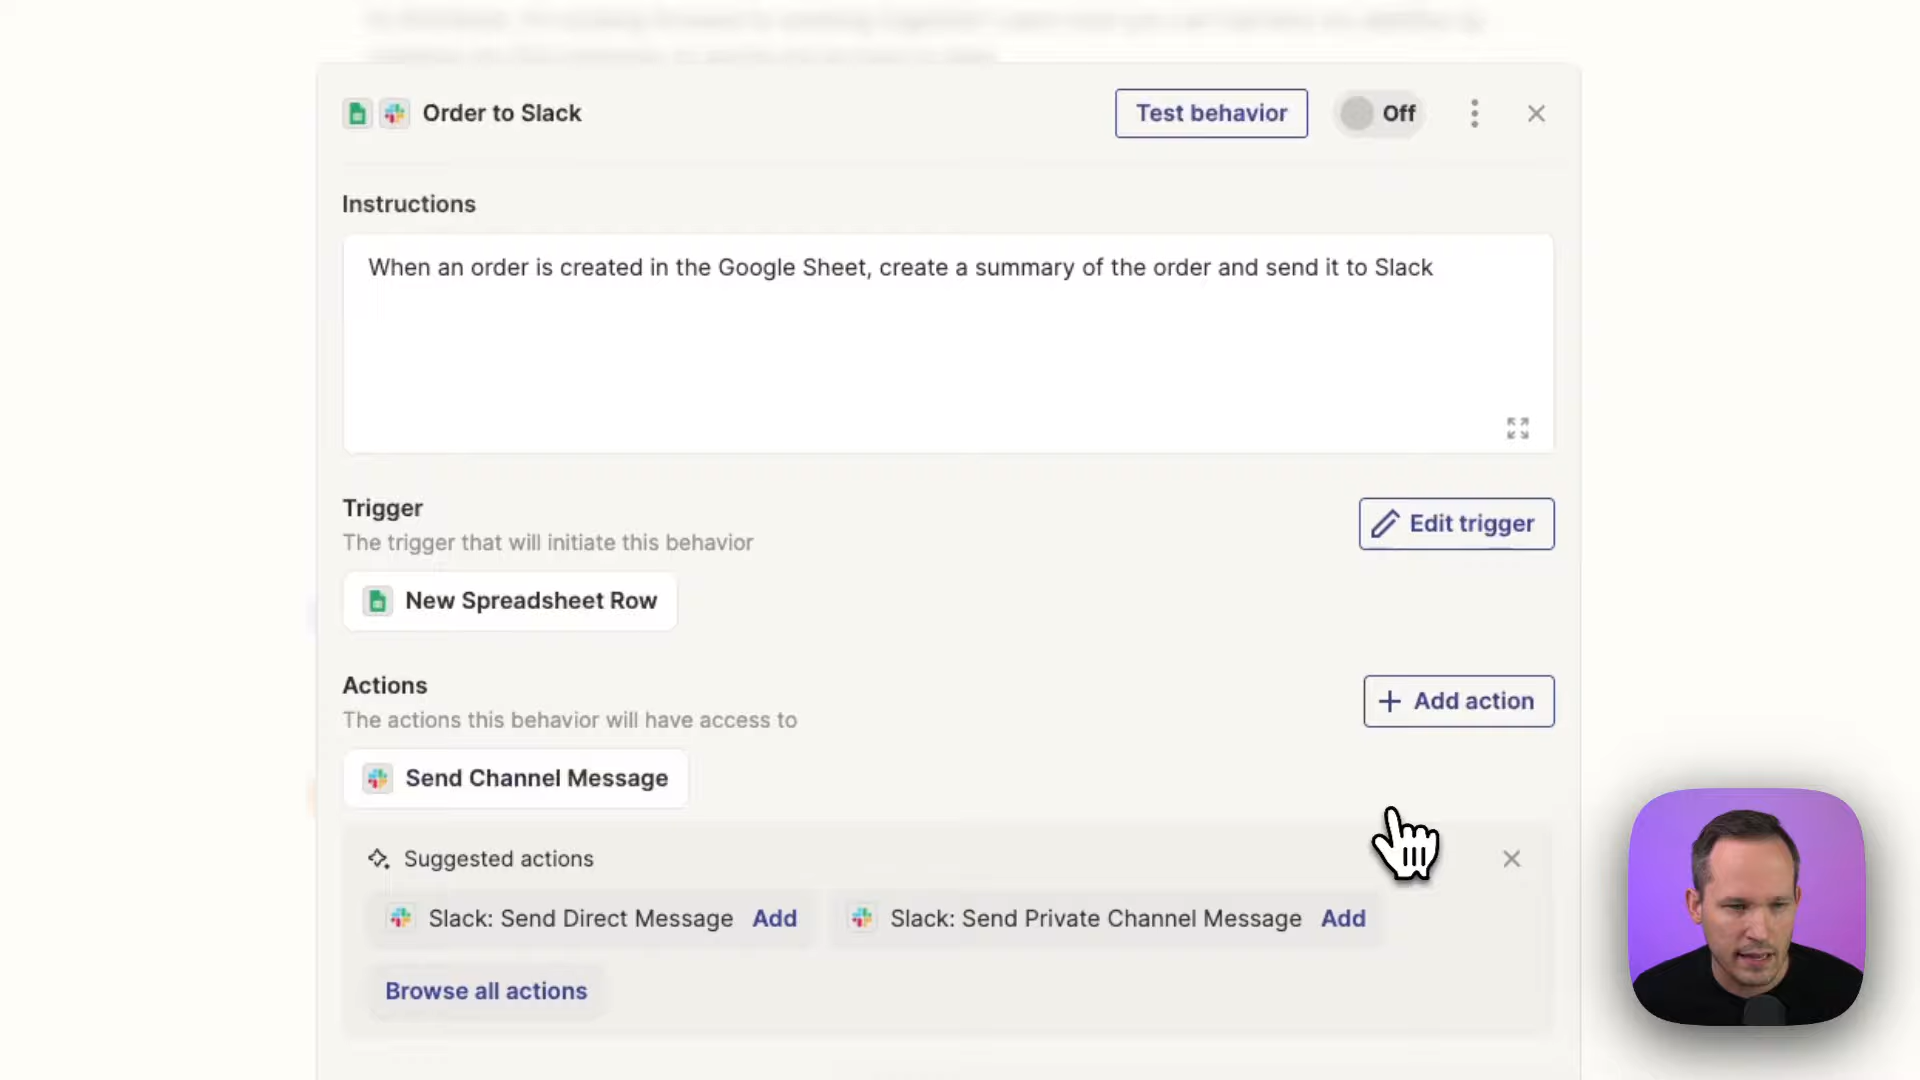 Order to Slack
Test behavior
Off
Instructions
When an order is created in the Google Sheet, create a summary of the order and send it to Slack
Trigger
The trigger that will initiate this behavior
Edit trigger
New Spreadsheet Row
Actions
The actions this behavior will have access to
Add action
Send Channel Message
Suggested actions
Slack: Send Direct Message Add
Slack: Send Private Channel Message Add
Browse all actions